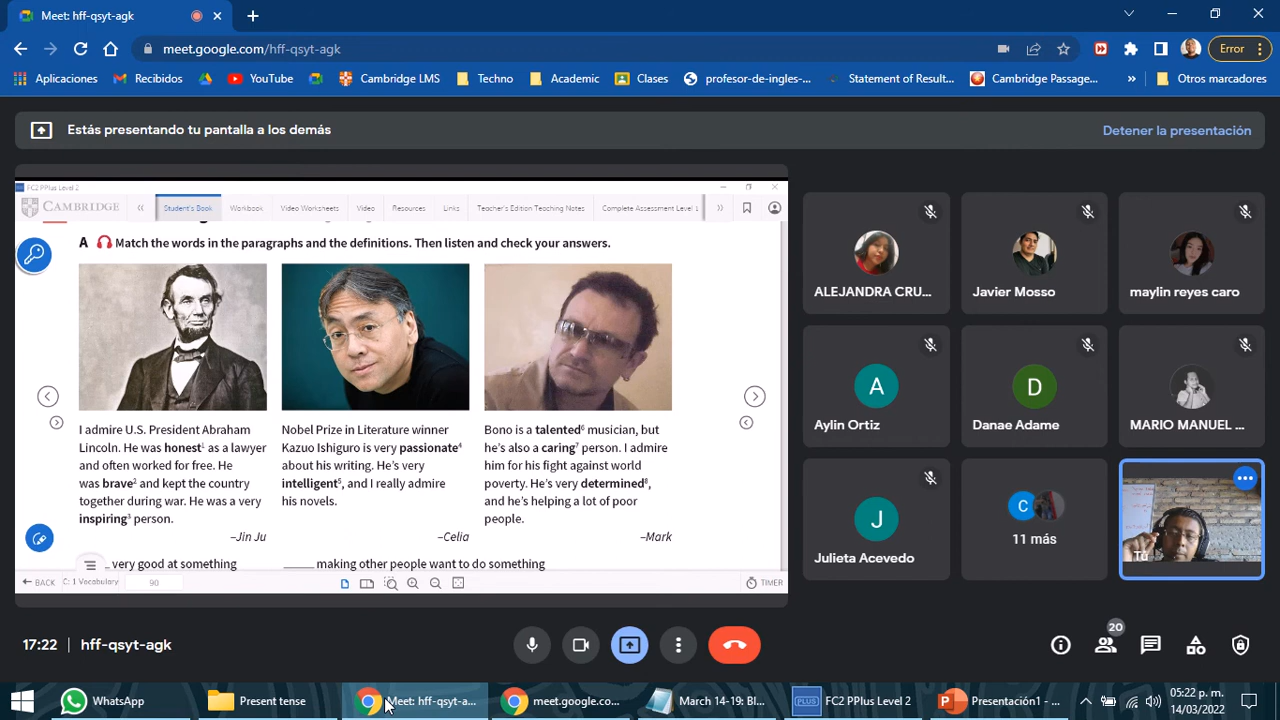 Meet: hff-qsyt-agk
meet.google.com/hff-qsyt-agk
Error
Aplicaciones
Recibidos
YouTube
Cambridge LMS
Techno
Academic
Clases
profesor-de-ingles-...
Statement of Result...
Cambridge Passage...
»
Otros marcadores
Estás presentando tu pantalla a los demás
Detener la presentación
FC2 PPlus Level 2
CAMBRIDGE
Student's Book
Workbook
Video Worksheets
Video
Resources
Links
Teacher's Edition Teaching Notes
Complete Assessment Level 1
A Match the words in the paragraphs and the definitions. Then listen and check your answers.
I admire U.S. President Abraham
Lincoln. He was honest¹ as a lawyer
and often worked for free. He
was brave² and kept the country
together during war. He was a very
inspiring³ person.
–Jin Ju
Nobel Prize in Literature winner
Kazuo Ishiguro is very passionate⁴
about his writing. He's very
intelligent⁵, and I really admire
his novels.
–Celia
Bono is a talented⁶ musician, but
he's also a caring⁷ person. I admire
him for his fight against world
poverty. He's very determined⁸,
and he's helping a lot of poor
people.
–Mark
very good at something
_____ making other people want to do something
BACK
C: 1 Vocabulary
90
TIMER
ALEJANDRA CRU...
Javier Mosso
maylin reyes caro
A
Aylin Ortiz
D
Danae Adame
MARIO MANUEL ...
J
Julieta Acevedo
C
11 más
Tú
17:22 | hff-qsyt-agk
20
WhatsApp
Present tense
Meet: hff-qsyt-a...
meet.google.co...
March 14-19: Bl...
PLUS
FC2 PPlus Level 2
Presentación1 - ...
05:22 p. m.
14/03/2022